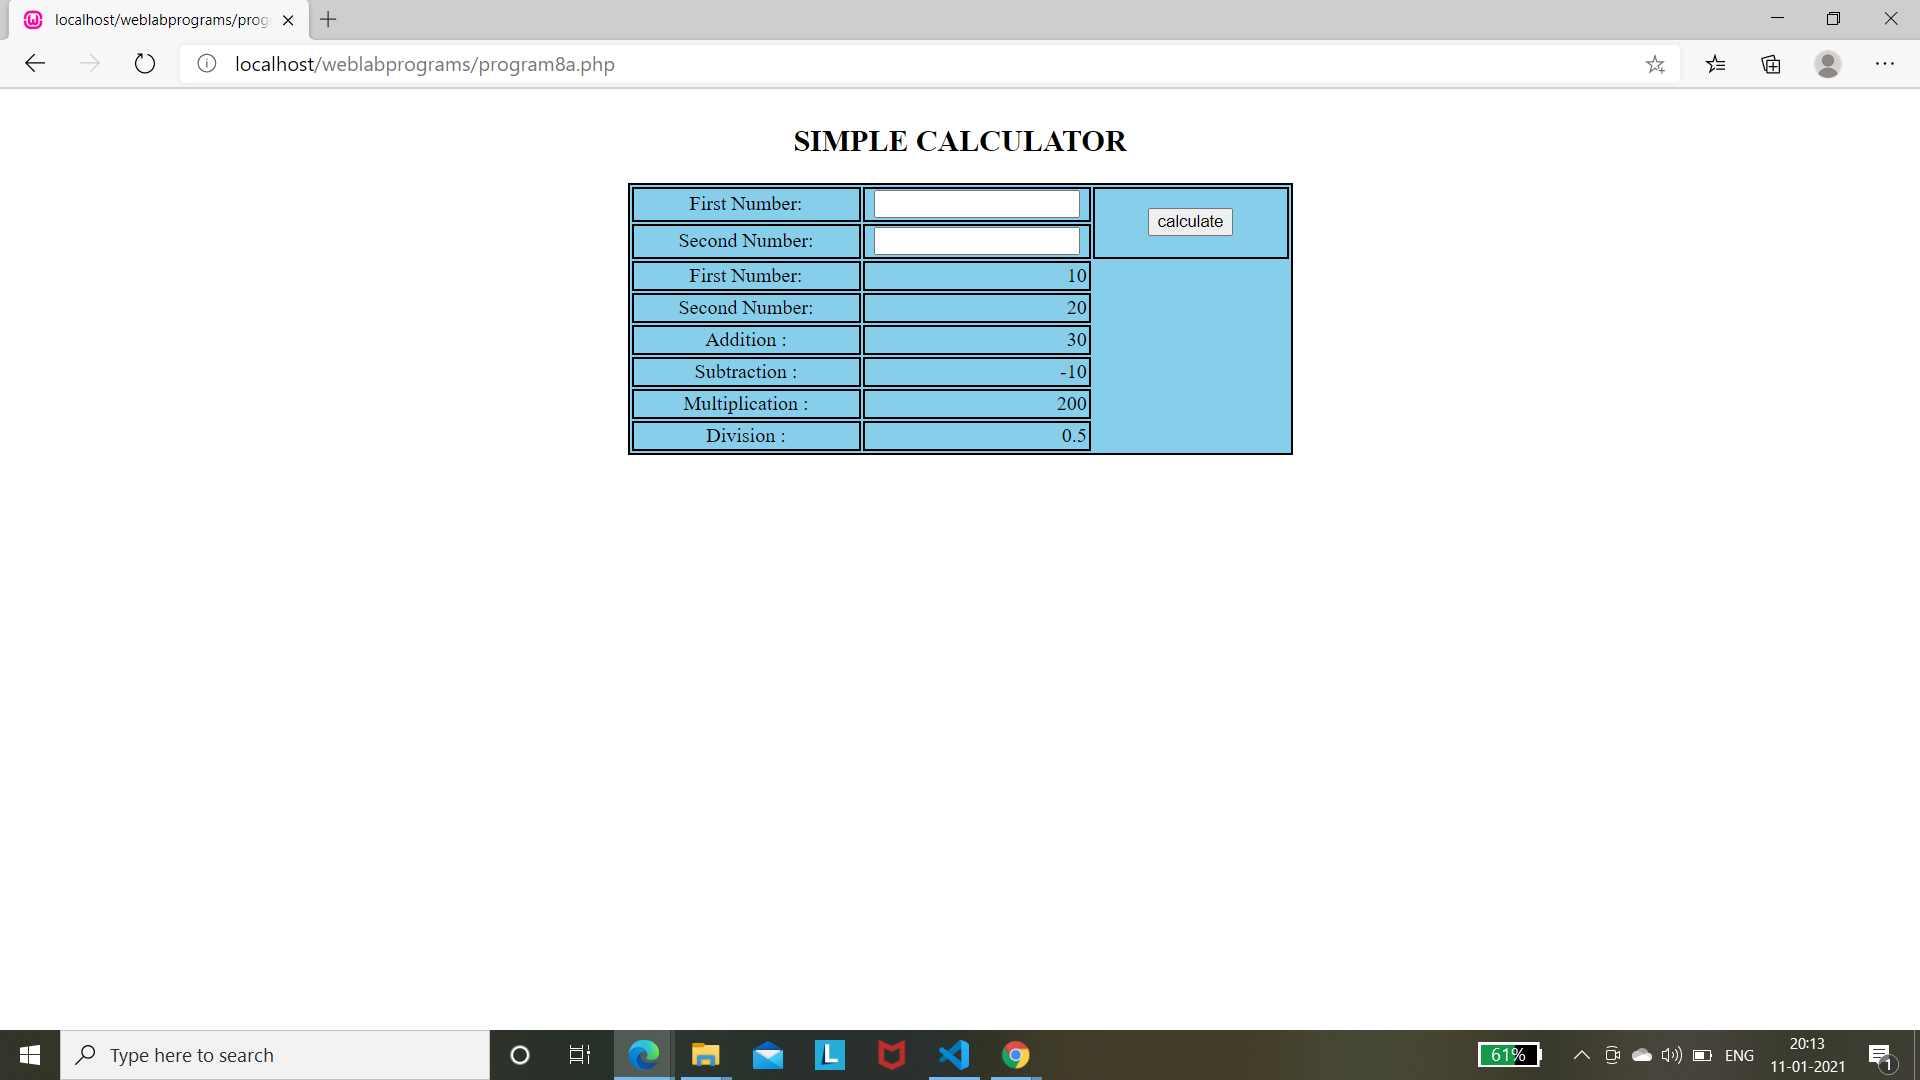 localhost/weblabprograms/prog
localhost/weblabprograms/program8a.php
SIMPLE CALCULATOR
First Number:
calculate
Second Number:
First Number: 10
Second Number: 20
Addition : 30
Subtraction : -10
Multiplication : 200
Division : 0.5
Type here to search
L
61%
ENG
20:13
11-01-2021
1